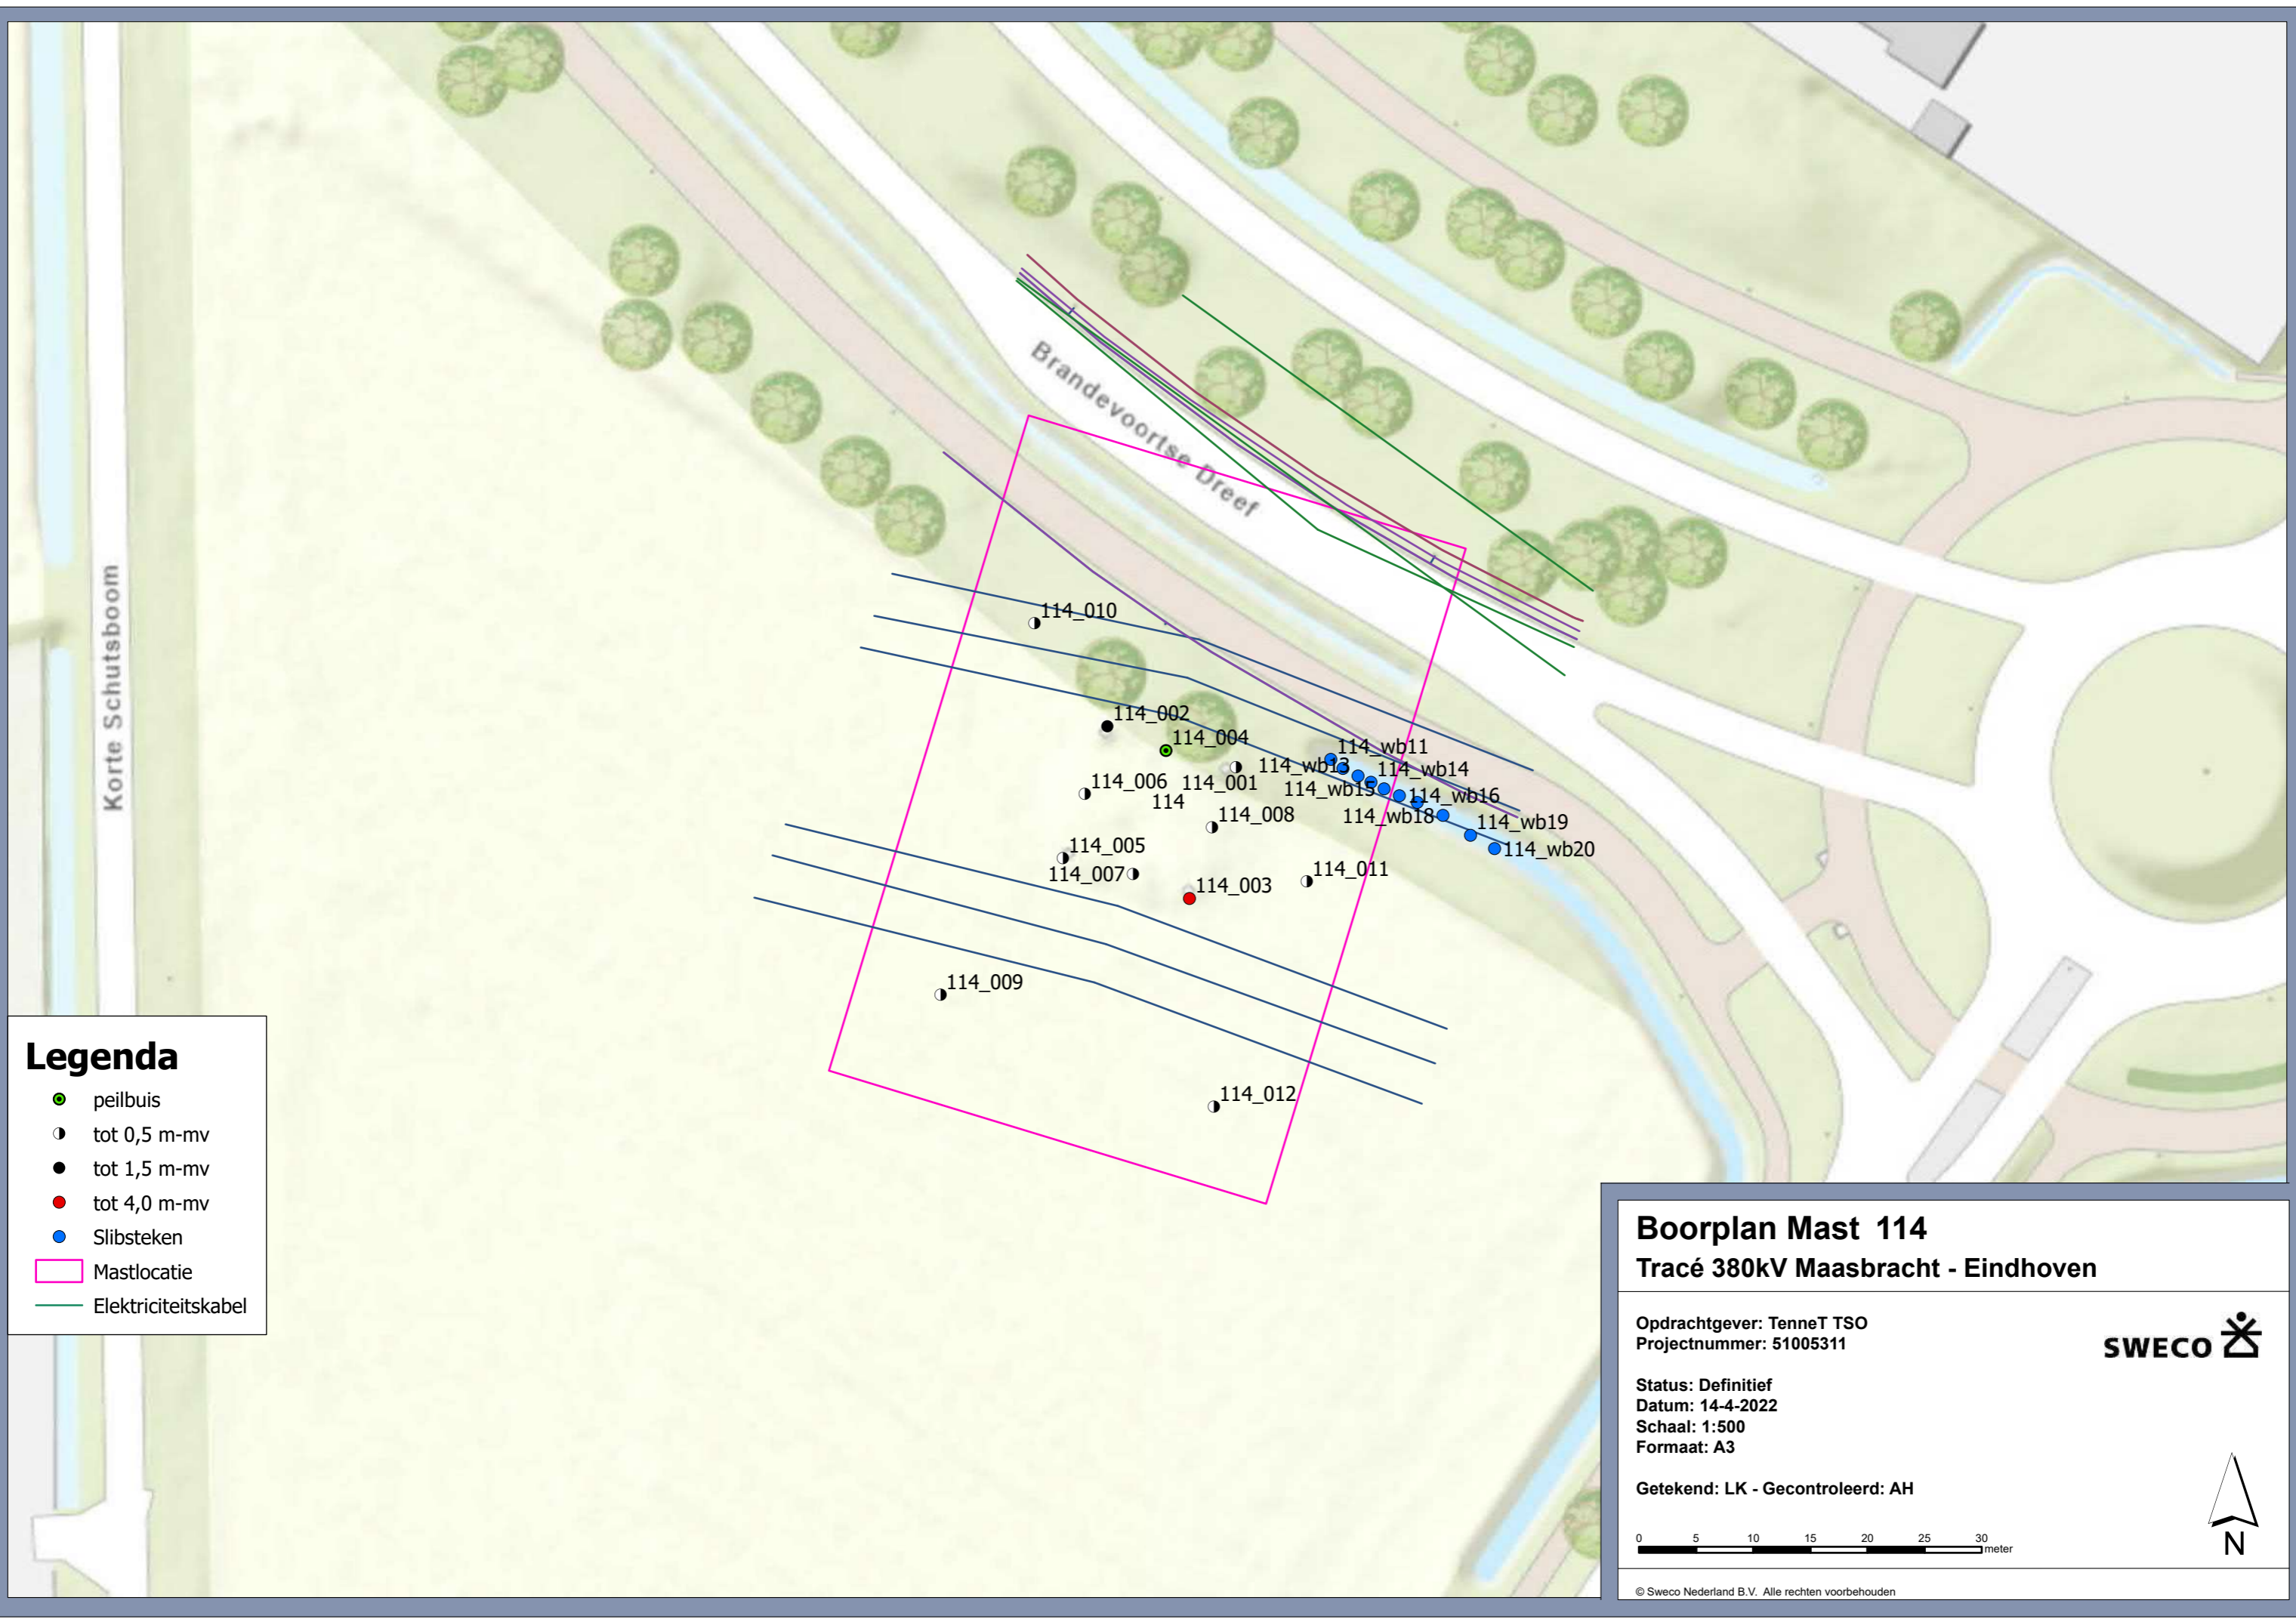 Brandevoortse Dreef
Korte Schutsboom
114_010
114_002
114_004
114_wb11
114_wb13
114_wb14
114_006
114_001
114_wb15
114_wb16
114
114_008
114_wb18
114_wb19
114_005
114_wb20
114_007
114_011
114_003
114_009
114_012
Legenda
peilbuis
tot 0,5 m-mv
tot 1,5 m-mv
tot 4,0 m-mv
Slibsteken
Mastlocatie
Elektriciteitskabel
Boorplan Mast 114
Tracé 380kV Maasbracht - Eindhoven
Opdrachtgever: TenneT TSO
Projectnummer: 51005311
SWECO
Status: Definitief
Datum: 14-4-2022
Schaal: 1:500
Formaat: A3
Getekend: LK - Gecontroleerd: AH
0 5 10 15 20 25 30
meter
N
© Sweco Nederland B.V. Alle rechten voorbehouden